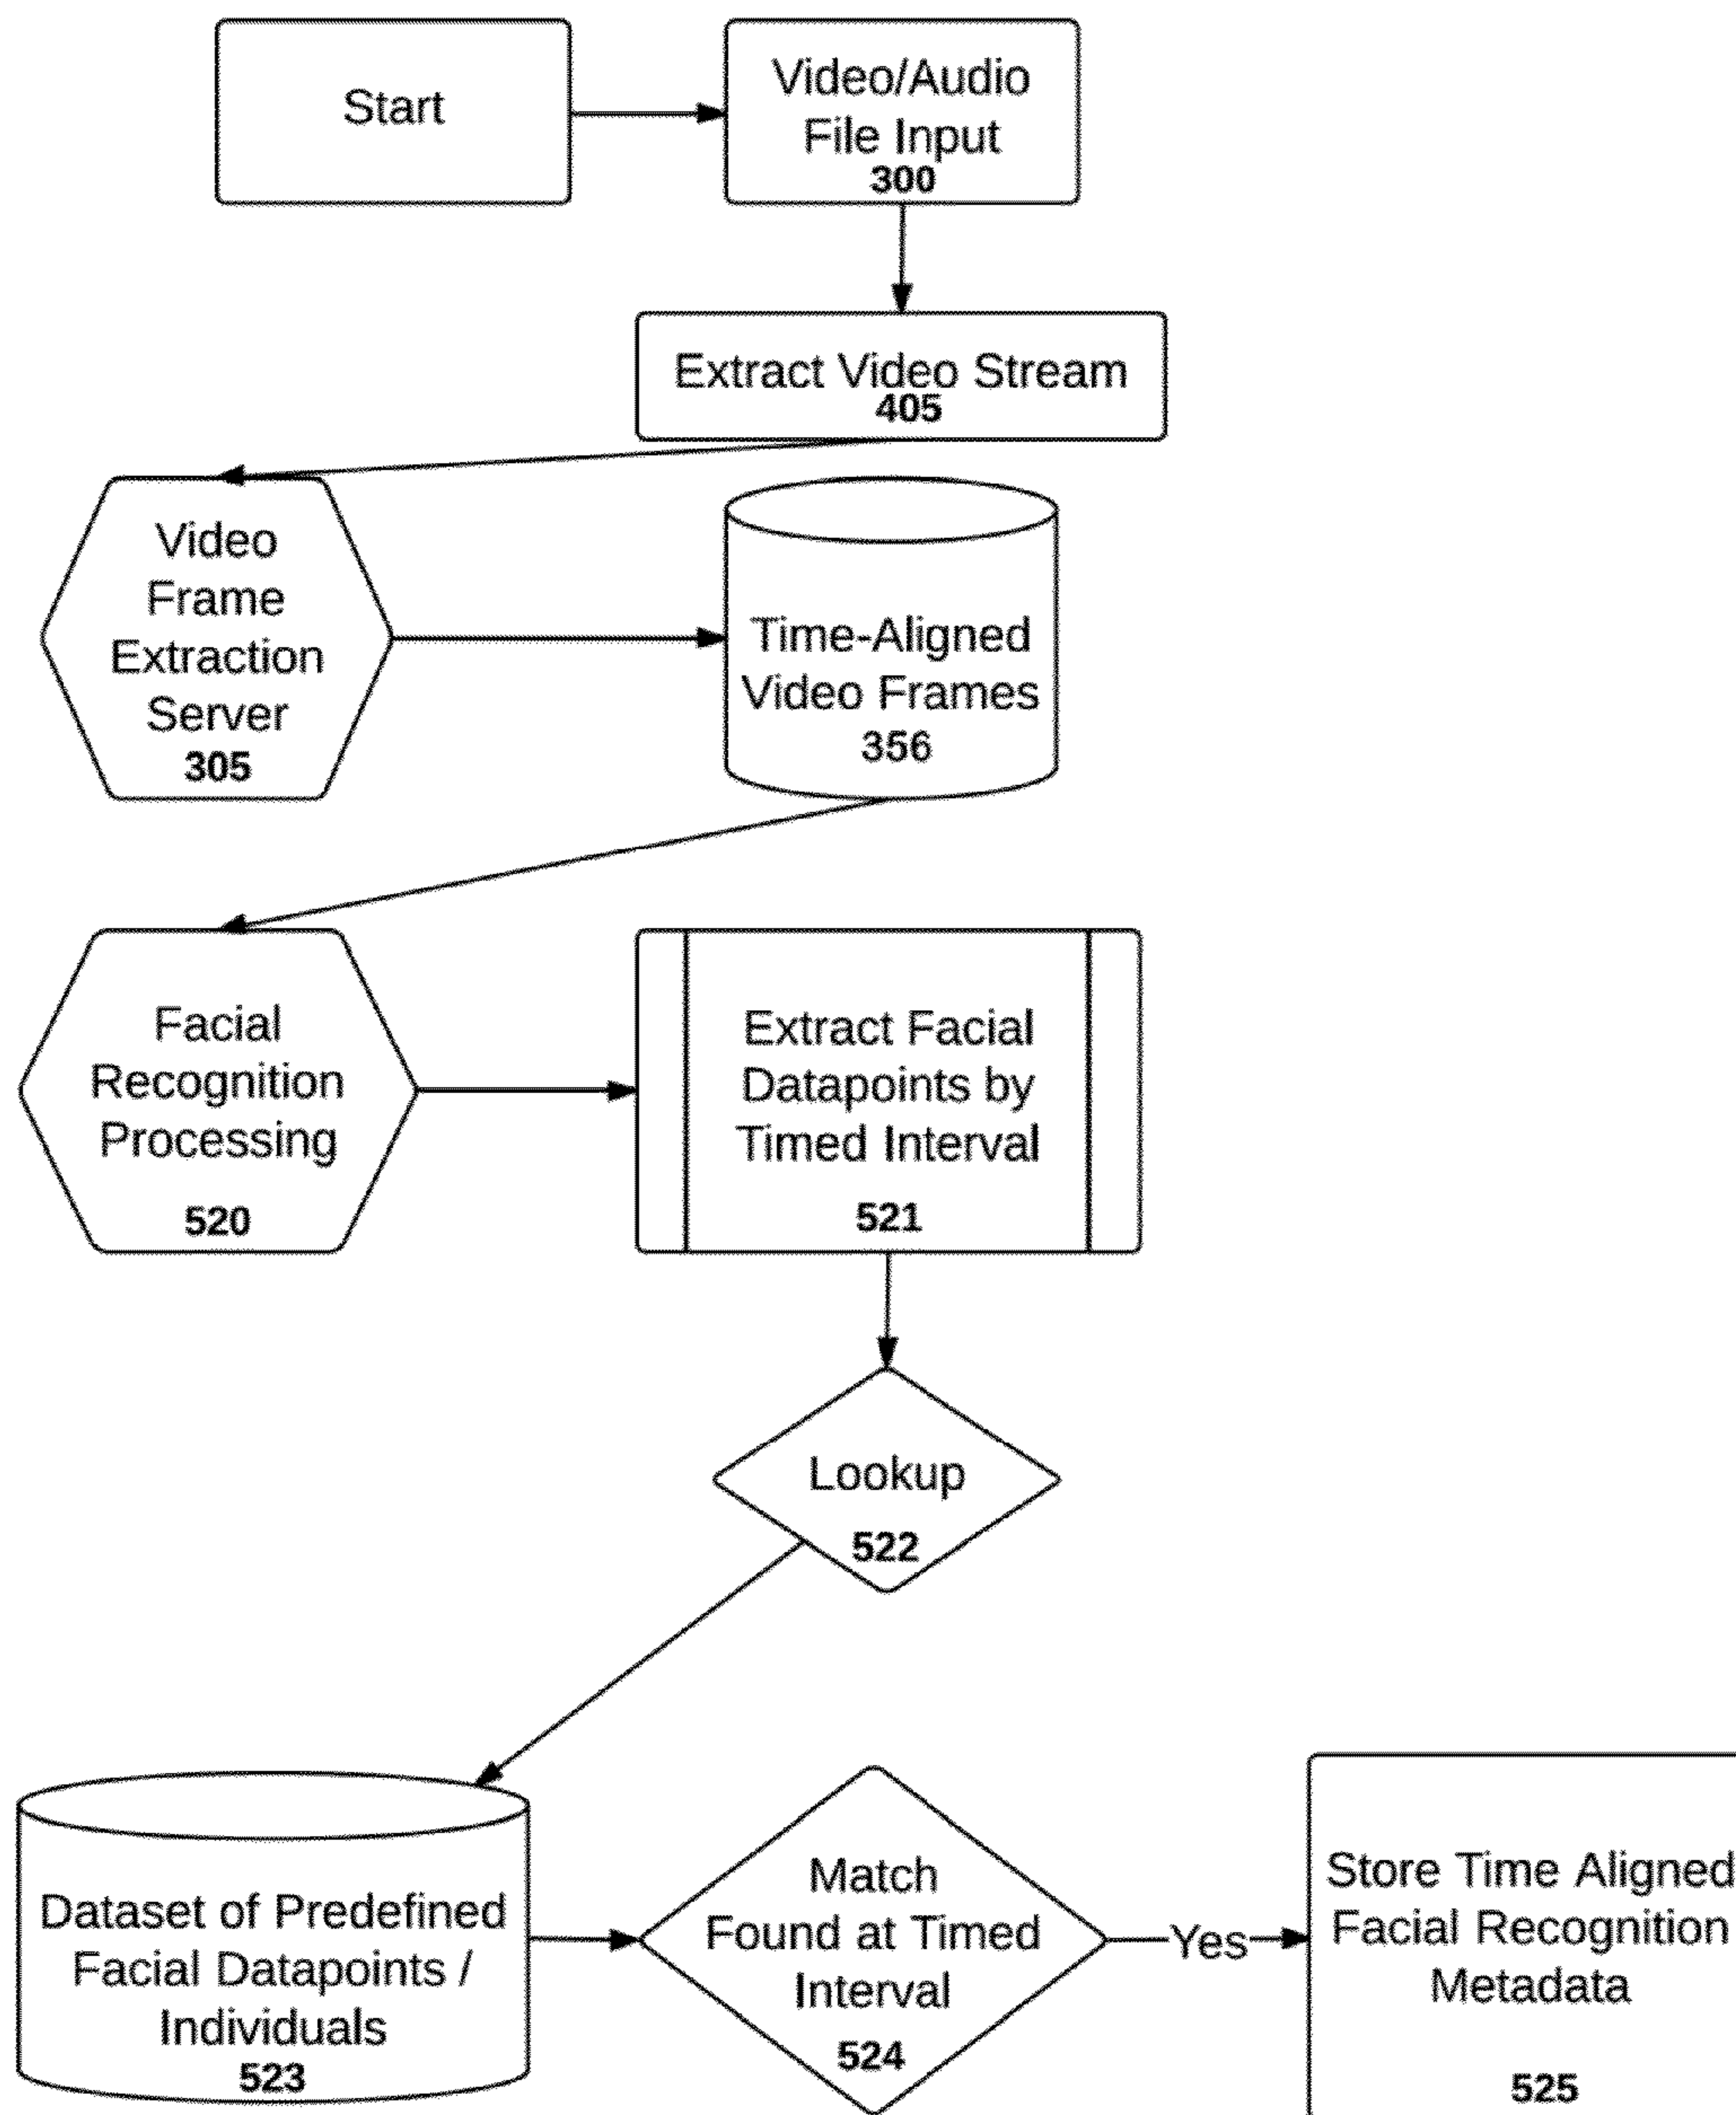 Start
Video/Audio
File Input
300
Extract Video Stream
405
Video
Frame
Extraction
Server
305
Time-Aligned
Video Frames
356
Facial
Recognition
Processing
520
Extract Facial
Datapoints by
Timed Interval
521
Lookup
522
Dataset of Predefined
Facial Datapoints /
Individuals
523
Match
Found at Timed
Interval
524
Yes
Store Time Aligned
Facial Recognition
Metadata
525